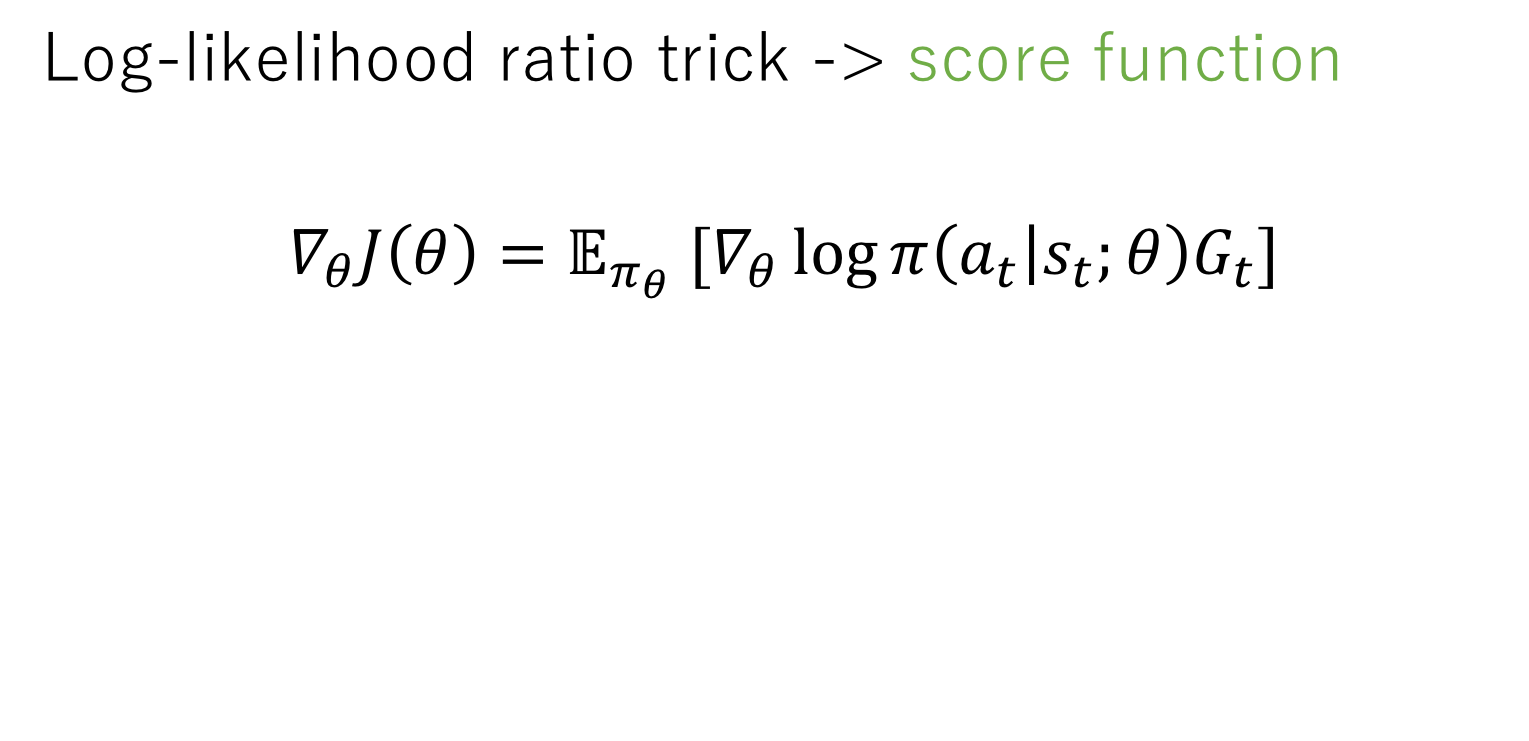 Log-likelihood ratio trick -> score function
∇_θ J(θ) = 𝔼_{π_θ} [∇_θ log π(a_t|s_t; θ)G_t]